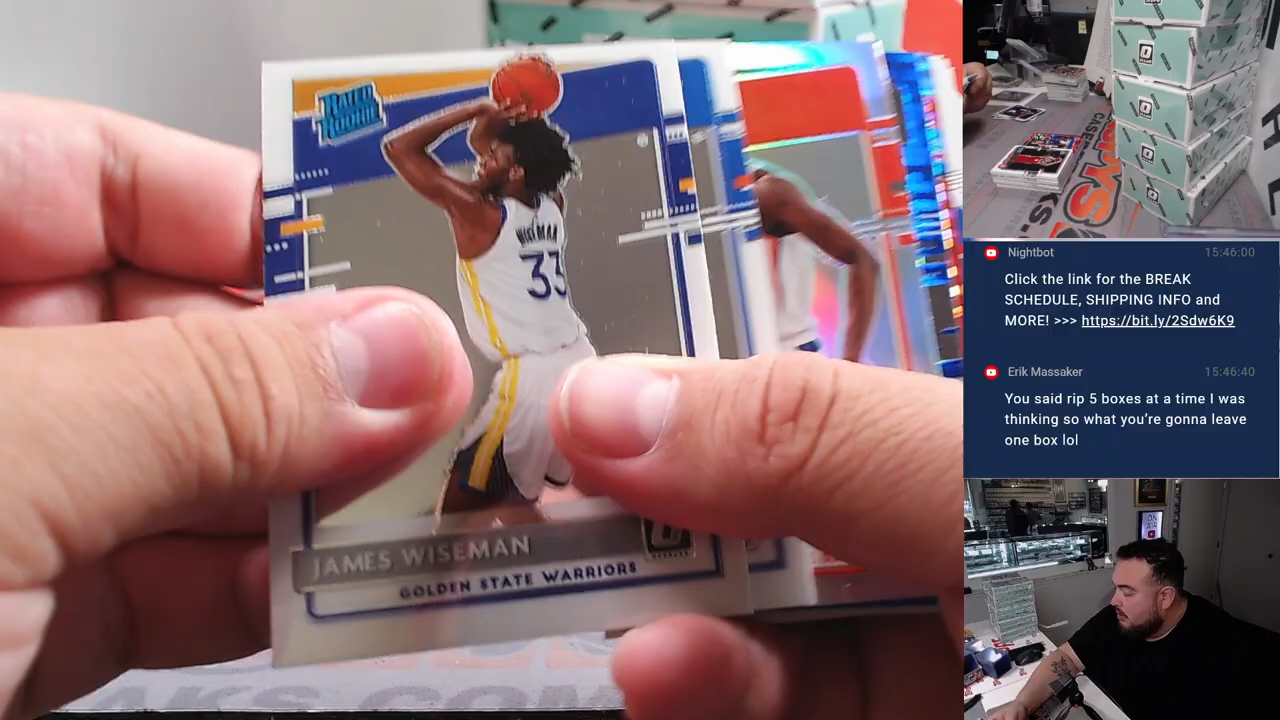 RATED
ROOKIE
WISEMAN
33
JAMES WISEMAN
GOLDEN STATE WARRIORS
Nightbot 15:46:00
Click the link for the BREAK
SCHEDULE, SHIPPING INFO and
MORE! >>> https://bit.ly/2Sdw6K9
Erik Massaker 15:46:40
You said rip 5 boxes at a time I was
thinking so what you're gonna leave
one box lol
ON
AIR